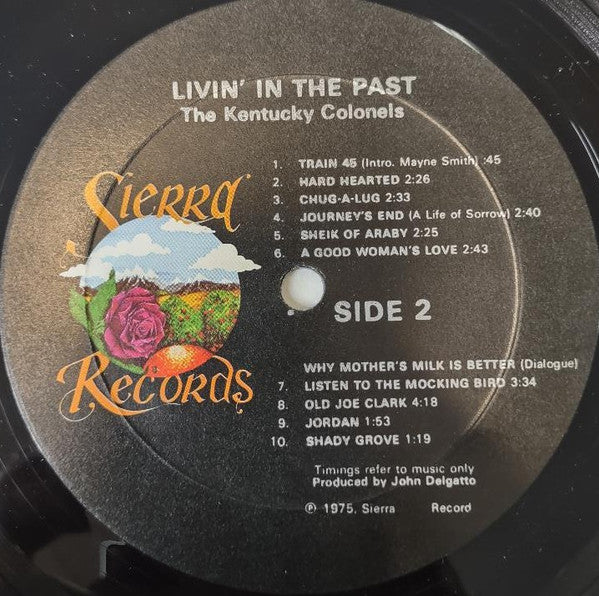 LIVIN' IN THE PAST
The Kentucky Colonels
1. TRAIN 45 (Intro. Mayne Smith) :45
2. HARD HEARTED 2:26
3. CHUG-A-LUG 2:33
4. JOURNEY'S END (A Life of Sorrow) 2:40
5. SHEIK OF ARABY 2:25
6. A GOOD WOMAN'S LOVE 2:43
Sierra
Records
SIDE 2
WHY MOTHER'S MILK IS BETTER (Dialogue)
7. LISTEN TO THE MOCKING BIRD 3:34
8. OLD JOE CLARK 4:18
9. JORDAN 1:53
10. SHADY GROVE 1:19
Timings refer to music only
Produced by John Delgatto
℗ 1975. Sierra Record